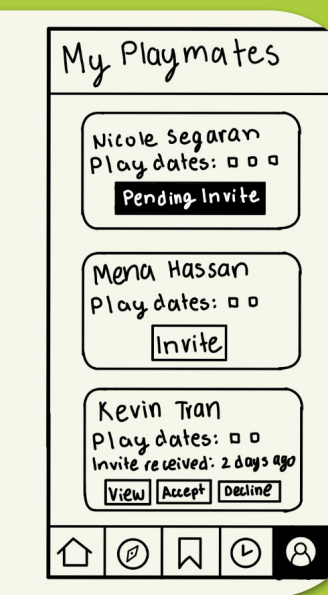 My Playmates
Nicole Segaran
Play dates:
Pending Invite
Mena Hassan
Play dates:
Invite
Kevin Tran
Play dates:
Invite received: 2 days ago
View Accept Decline